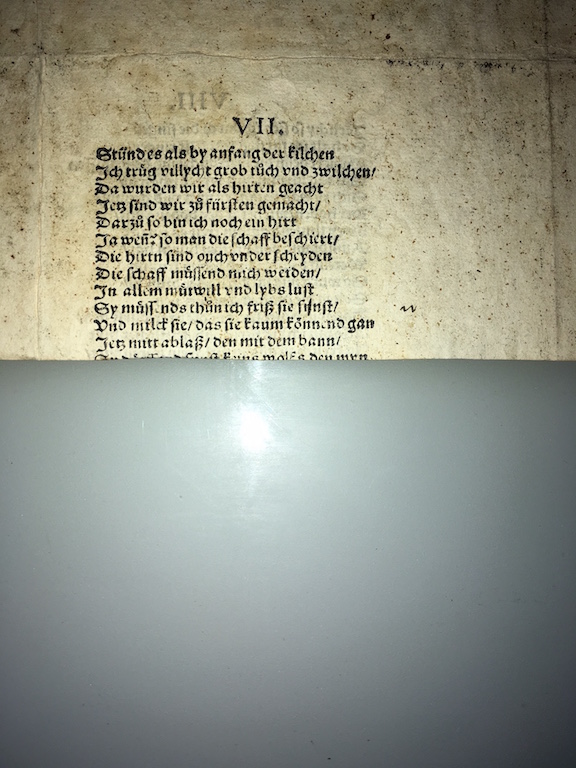 VII.
Stünd es als by anfang der kilchen
Ich trüg villycht grob tůch vnd zwilchen/
Da wurden wir als hirten geacht
Jetz sind wir zů fürsten gemacht/
Darzů so bin ich noch ein hirt
Ja weñ? so man die schaff beschiert/
Die hirtn sind ouch vnder scheyden
Die schaff müssend mich weiden/
In allem můtwill vnd lybs lust
Sy müssends thůn ich friß sie sunst/
Vnd milck sie/ das sie kaum könnend gan
Jetz mitt ablaß/ den mit dem bann/